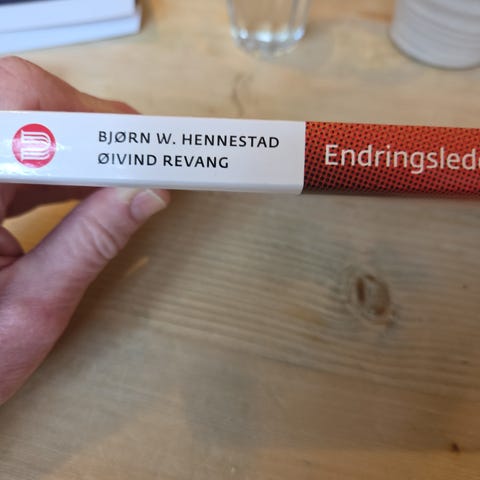 BJØRN W. HENNESTAD
ØIVIND REVANG
Endringslede